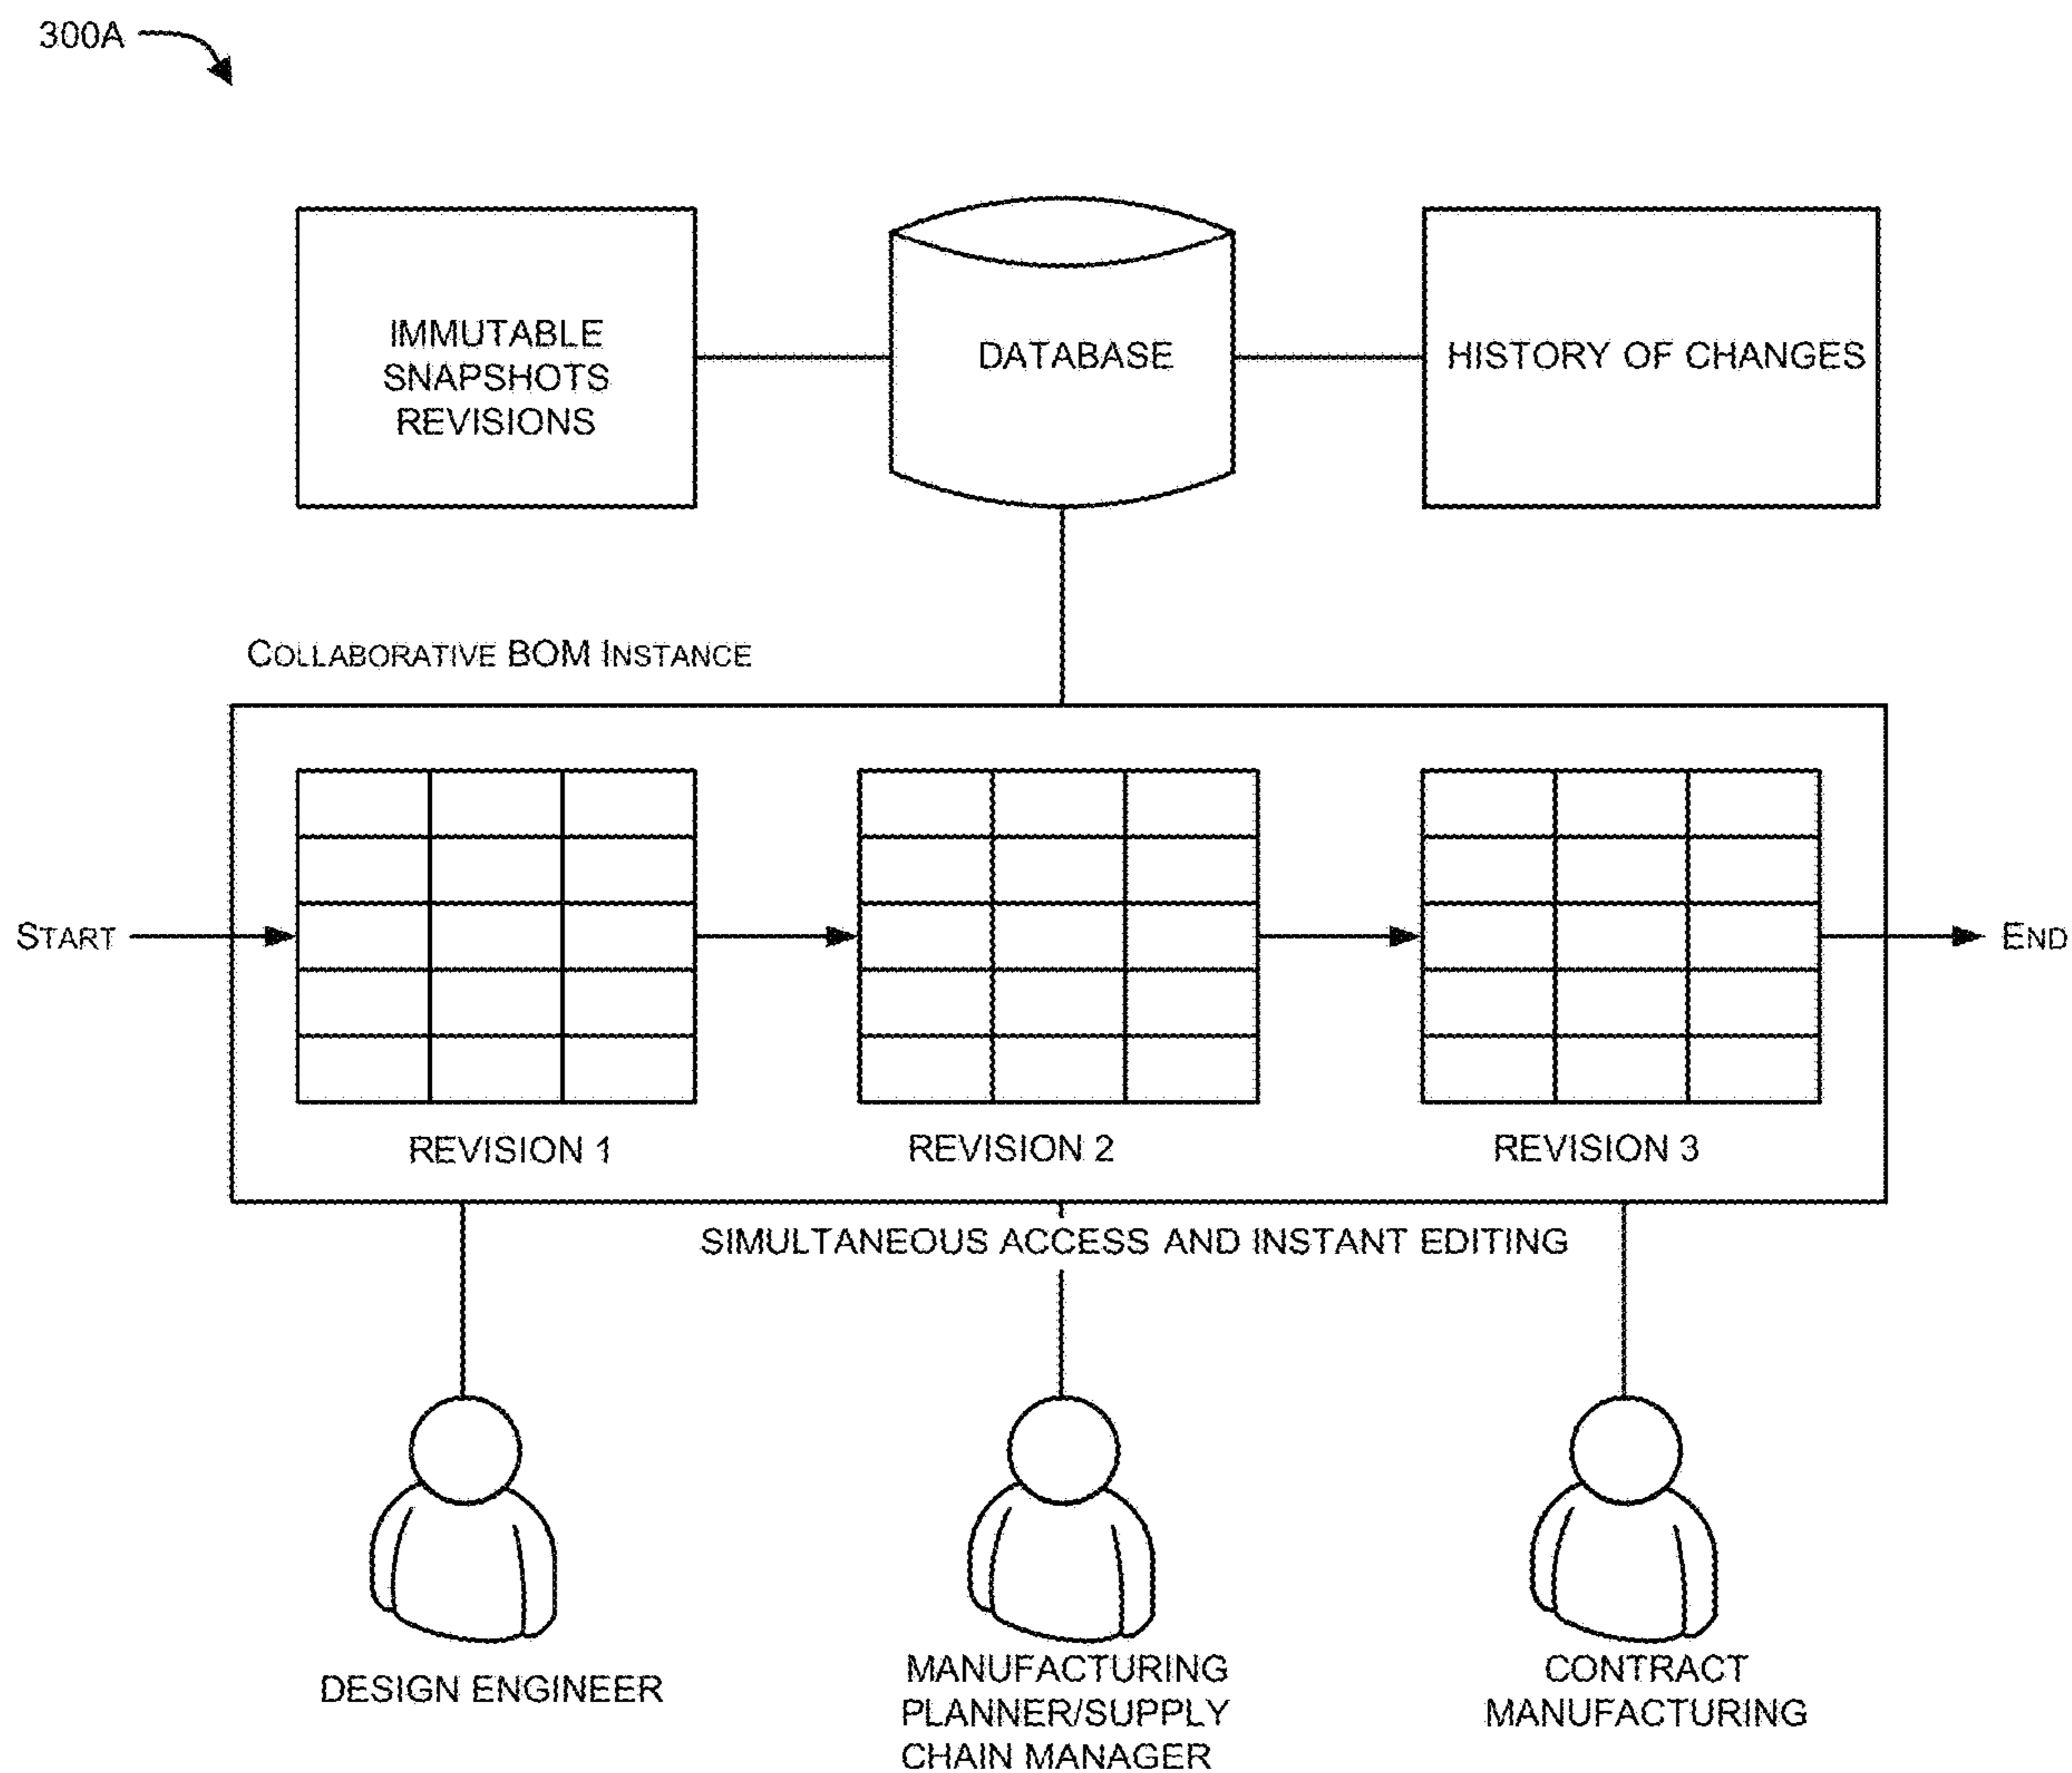 300A
IMMUTABLE
SNAPSHOTS
REVISIONS
DATABASE
HISTORY OF CHANGES
COLLABORATIVE BOM INSTANCE
START
END
REVISION 1
REVISION 2
REVISION 3
SIMULTANEOUS ACCESS AND INSTANT EDITING
DESIGN ENGINEER
MANUFACTURING
PLANNER/SUPPLY
CHAIN MANAGER
CONTRACT
MANUFACTURING